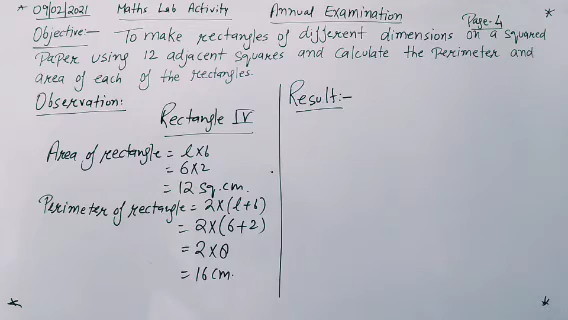 * 09/02/2021 Maths Lab Activity Annual Examination Page-4 *
Objective:- To make rectangles of different dimensions on a squared
Paper using 12 adjacent squares and Calculate the Perimeter and
area of each of the rectangles.
Observation:
Rectangle IV
Area of rectangle = l×b
= 6×2
= 12 sq.cm.
Perimeter of rectangle = 2×(l+b)
= 2×(6+2)
= 2×8
= 16 cm.
Result:-